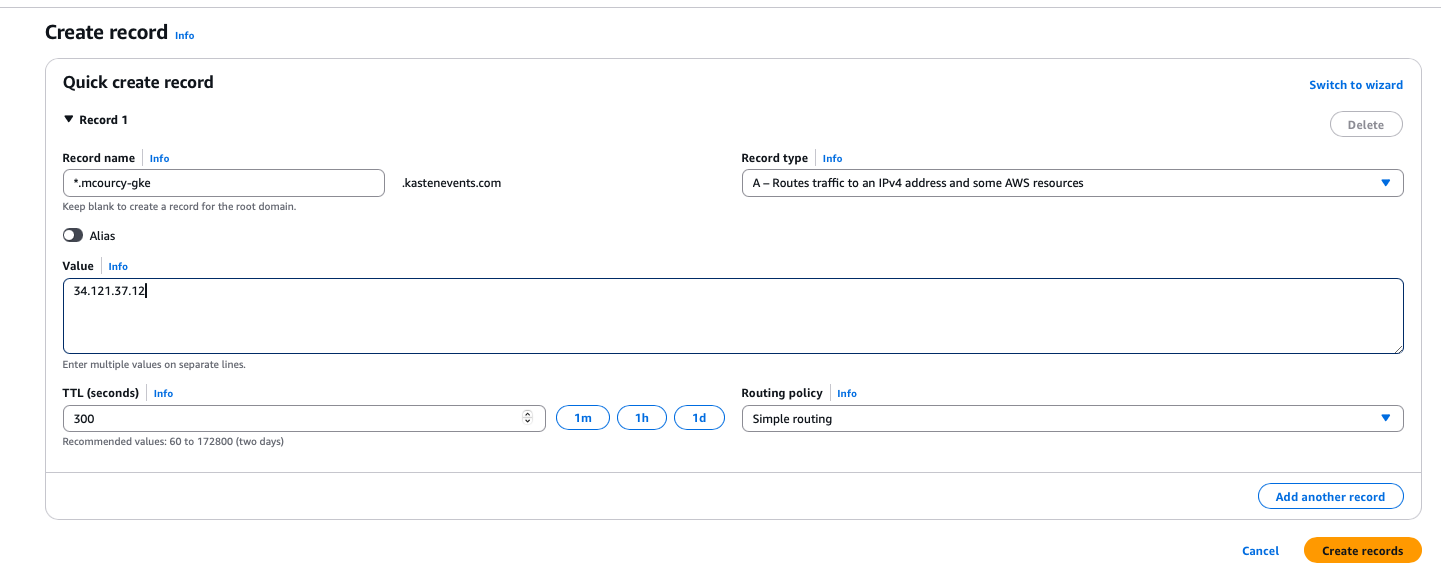 Create record Info
Quick create record
Switch to wizard
Record 1
Delete
Record name Info
*.mcourcy-gke .kastenevents.com
Keep blank to create a record for the root domain.
Record type Info
A – Routes traffic to an IPv4 address and some AWS resources
Alias
Value Info
34.121.37.12
Enter multiple values on separate lines.
TTL (seconds) Info
300 1m 1h 1d
Recommended values: 60 to 172800 (two days)
Routing policy Info
Simple routing
Add another record
Cancel Create records